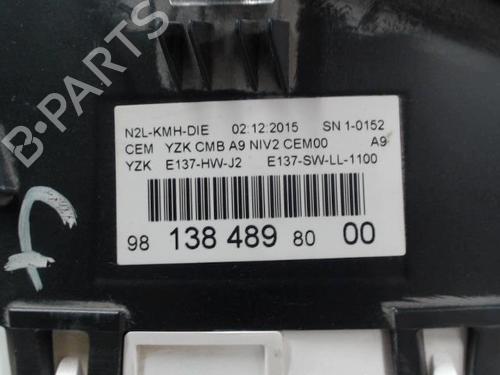 B-PARTS
N2L-KMH-DIE 02:12:2015 SN 1-0152
CEM YZK CMB A9 NIV2 CEM00 A9
YZK E137-HW-J2 E137-SW-LL-1100
98 138 489 80 00